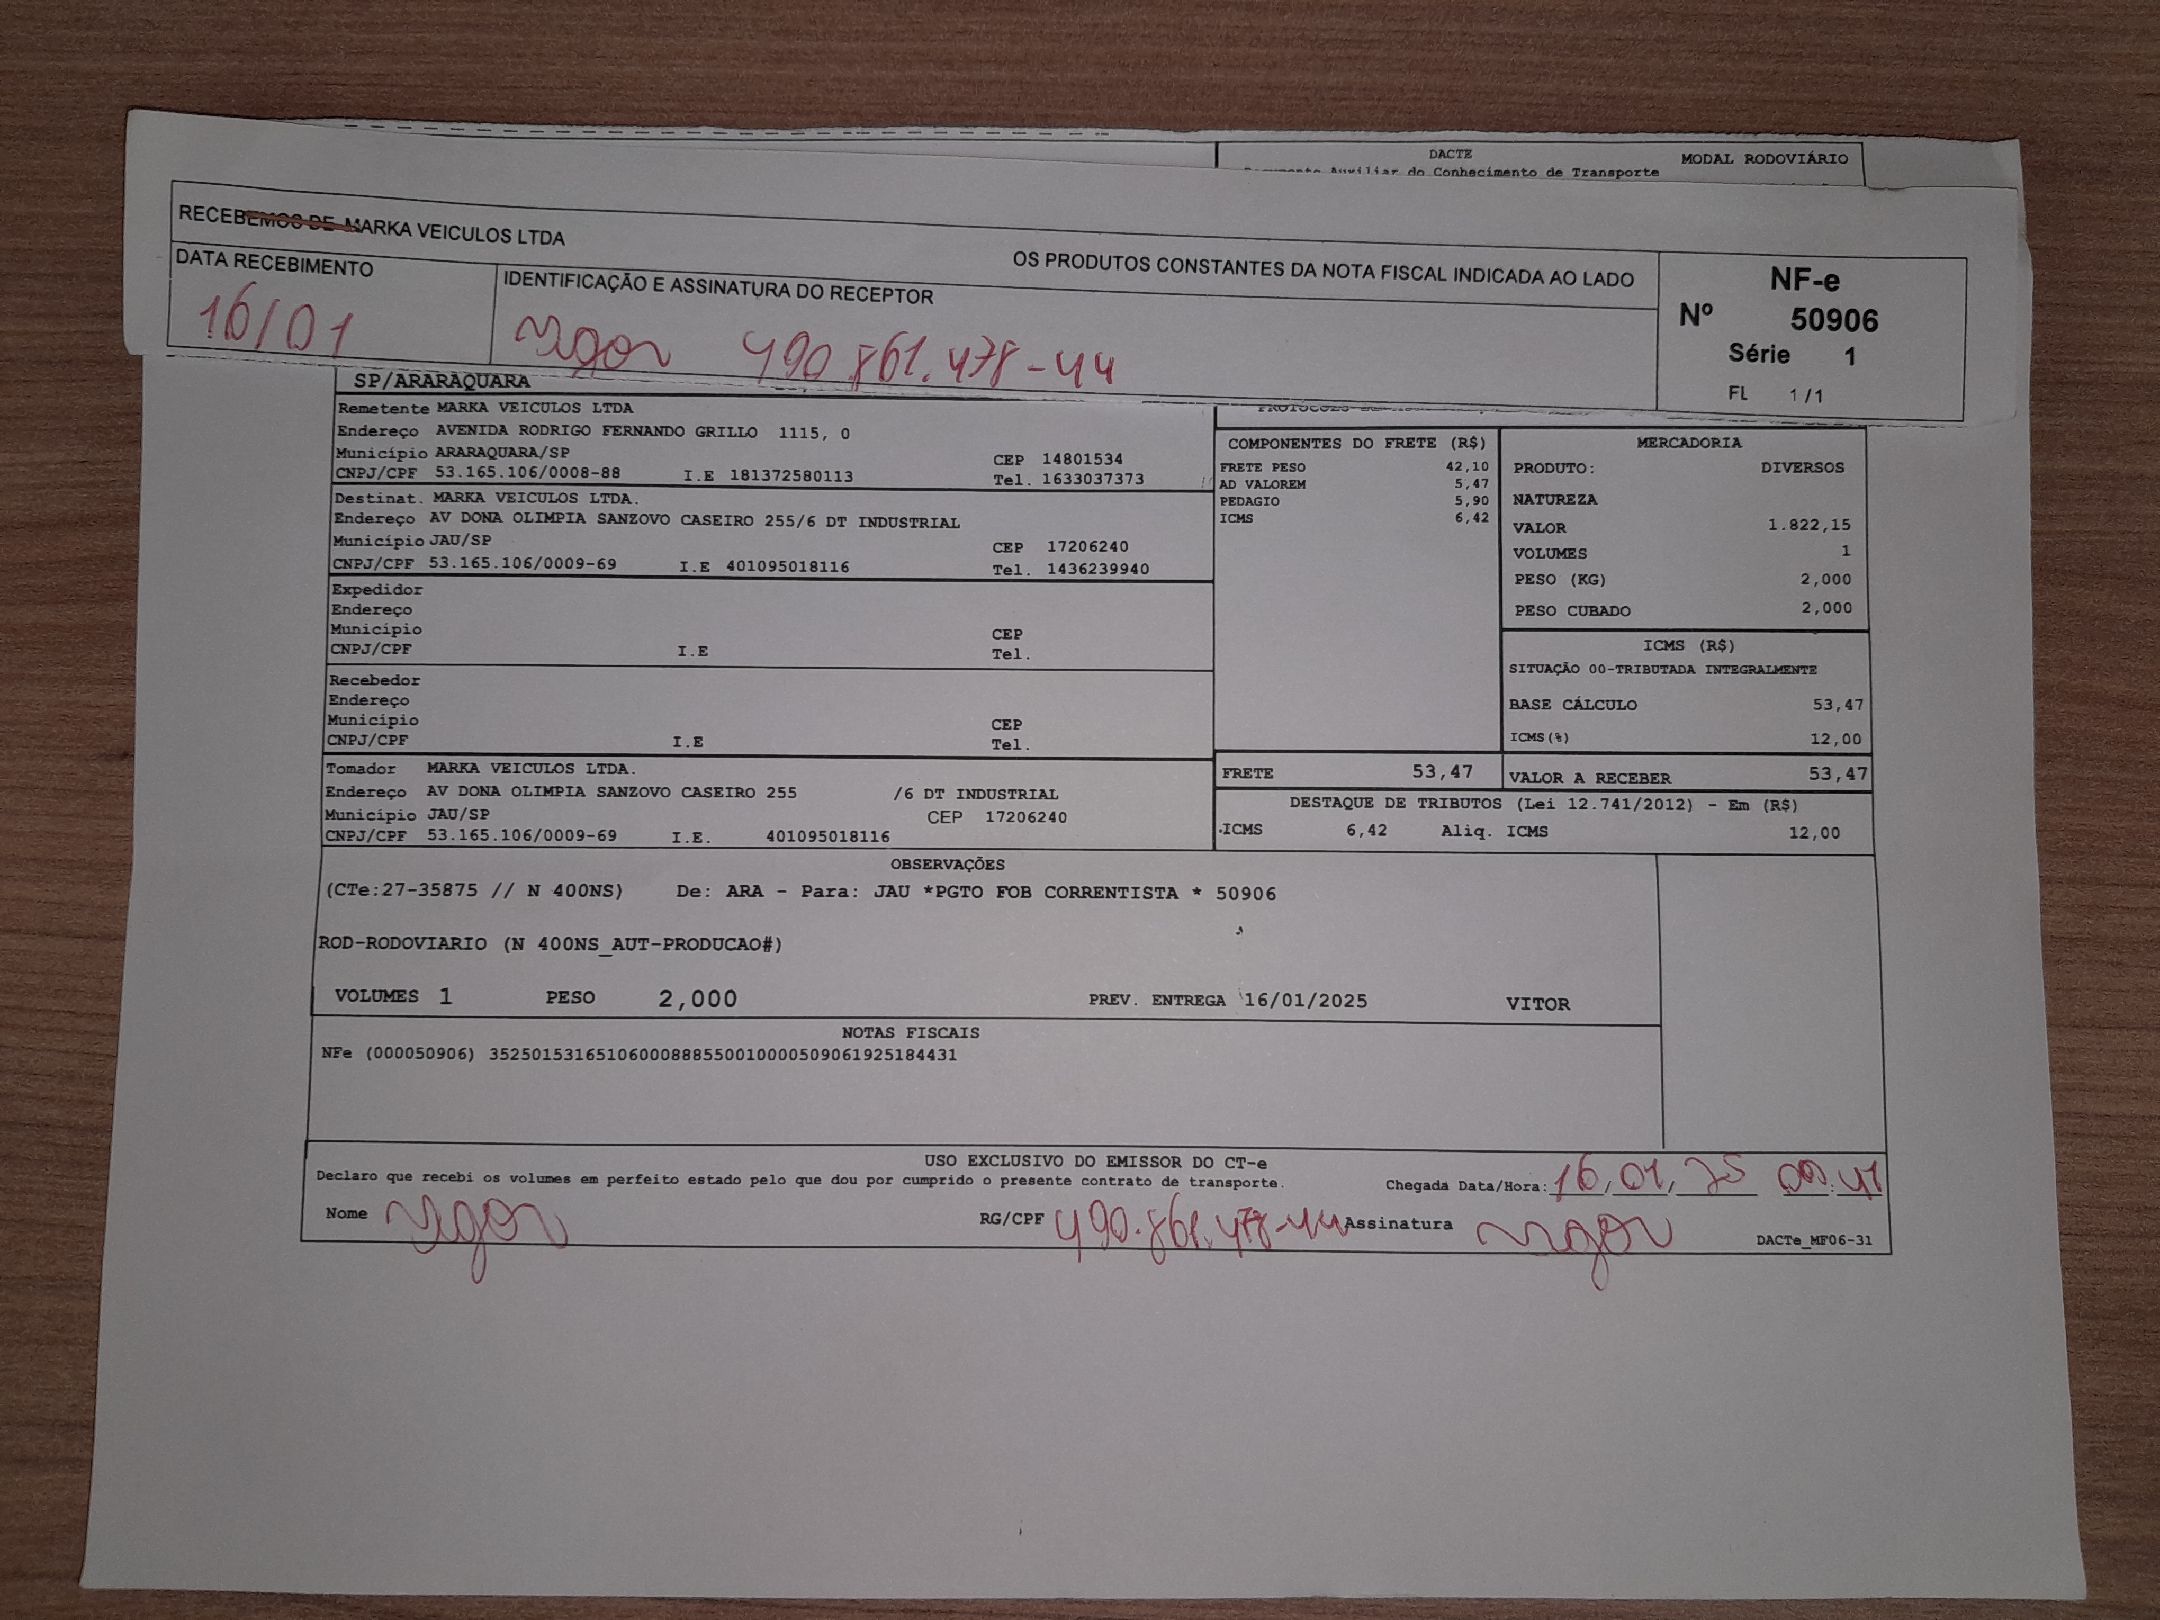 DACTE
MODAL RODOVIÁRIO
Auxiliar do Conhecimento de Transporte
RECEBEMOS DE MARKA VEICULOS LTDA
OS PRODUTOS CONSTANTES DA NOTA FISCAL INDICADA AO LADO
DATA RECEBIMENTO
16/01
IDENTIFICAÇÃO E ASSINATURA DO RECEPTOR
Ygor 490.861.478-44
NF-e
Nº 50906
Série 1
FL 1/1
SP/ARARAQUARA
Remetente MARKA VEICULOS LTDA
Endereço AVENIDA RODRIGO FERNANDO GRILLO 1115, 0
Município ARARAQUARA/SP
CEP 14801534
CNPJ/CPF 53.165.106/0008-88 I.E 181372580113 Tel. 1633037373
Destinat. MARKA VEICULOS LTDA.
Endereço AV DONA OLIMPIA SANZOVO CASEIRO 255/6 DT INDUSTRIAL
Município JAU/SP CEP 17206240
CNPJ/CPF 53.165.106/0009-69 I.E 401095018116 Tel. 1436239940
Expedidor
Endereço
Município CEP
CNPJ/CPF I.E Tel.
Recebedor
Endereço
Município CEP
CNPJ/CPF I.E Tel.
Tomador MARKA VEICULOS LTDA.
Endereço AV DONA OLIMPIA SANZOVO CASEIRO 255 /6 DT INDUSTRIAL
Município JAU/SP CEP 17206240
CNPJ/CPF 53.165.106/0009-69 I.E. 401095018116
COMPONENTES DO FRETE (R$)
FRETE PESO 42,10
AD VALOREM 5,47
PEDAGIO 5,90
ICMS 6,42
MERCADORIA
PRODUTO: DIVERSOS
NATUREZA
VALOR 1.822,15
VOLUMES 1
PESO (KG) 2,000
PESO CUBADO 2,000
ICMS (R$)
SITUAÇÃO 00-TRIBUTADA INTEGRALMENTE
BASE CÁLCULO 53,47
ICMS(%) 12,00
FRETE 53,47
VALOR A RECEBER 53,47
DESTAQUE DE TRIBUTOS (Lei 12.741/2012) - Em (R$)
ICMS 6,42 Aliq. ICMS 12,00
OBSERVAÇÕES
(CTe:27-35875 // N 400NS) De: ARA - Para: JAU *PGTO FOB CORRENTISTA * 50906
ROD-RODOVIARIO (N 400NS_AUT-PRODUCAO#)
VOLUMES 1 PESO 2,000 PREV. ENTREGA 16/01/2025 VITOR
NOTAS FISCAIS
NFe (000050906) 35250153165106000888550010000509061925184431
USO EXCLUSIVO DO EMISSOR DO CT-e
Declaro que recebi os volumes em perfeito estado pelo que dou por cumprido o presente contrato de transporte.
Chegada Data/Hora: 16,01,25 09:41
Nome Ygor RG/CPF 490.861.478-44 Assinatura Ygor
DACTe_MF06-31